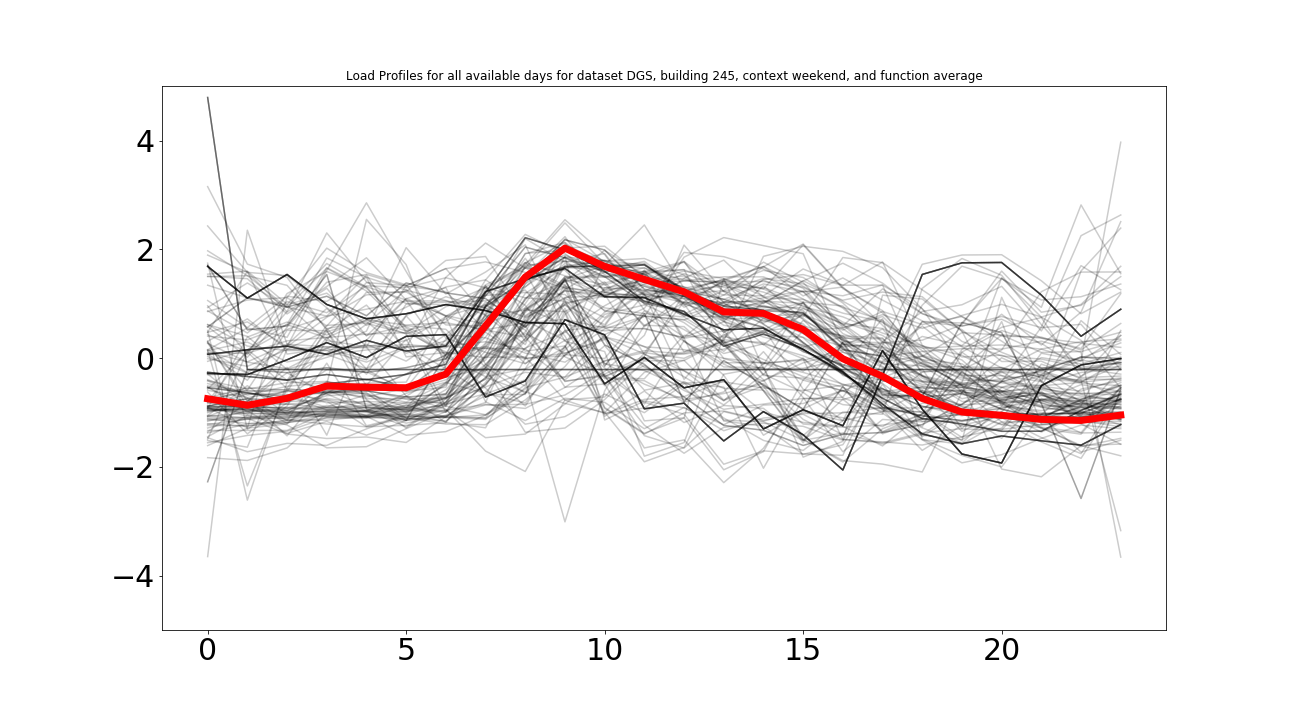 Load Profiles for all available days for dataset DGS, building 245, context weekend, and function average
4
2
0
−2
−4
0 5 10 15 20